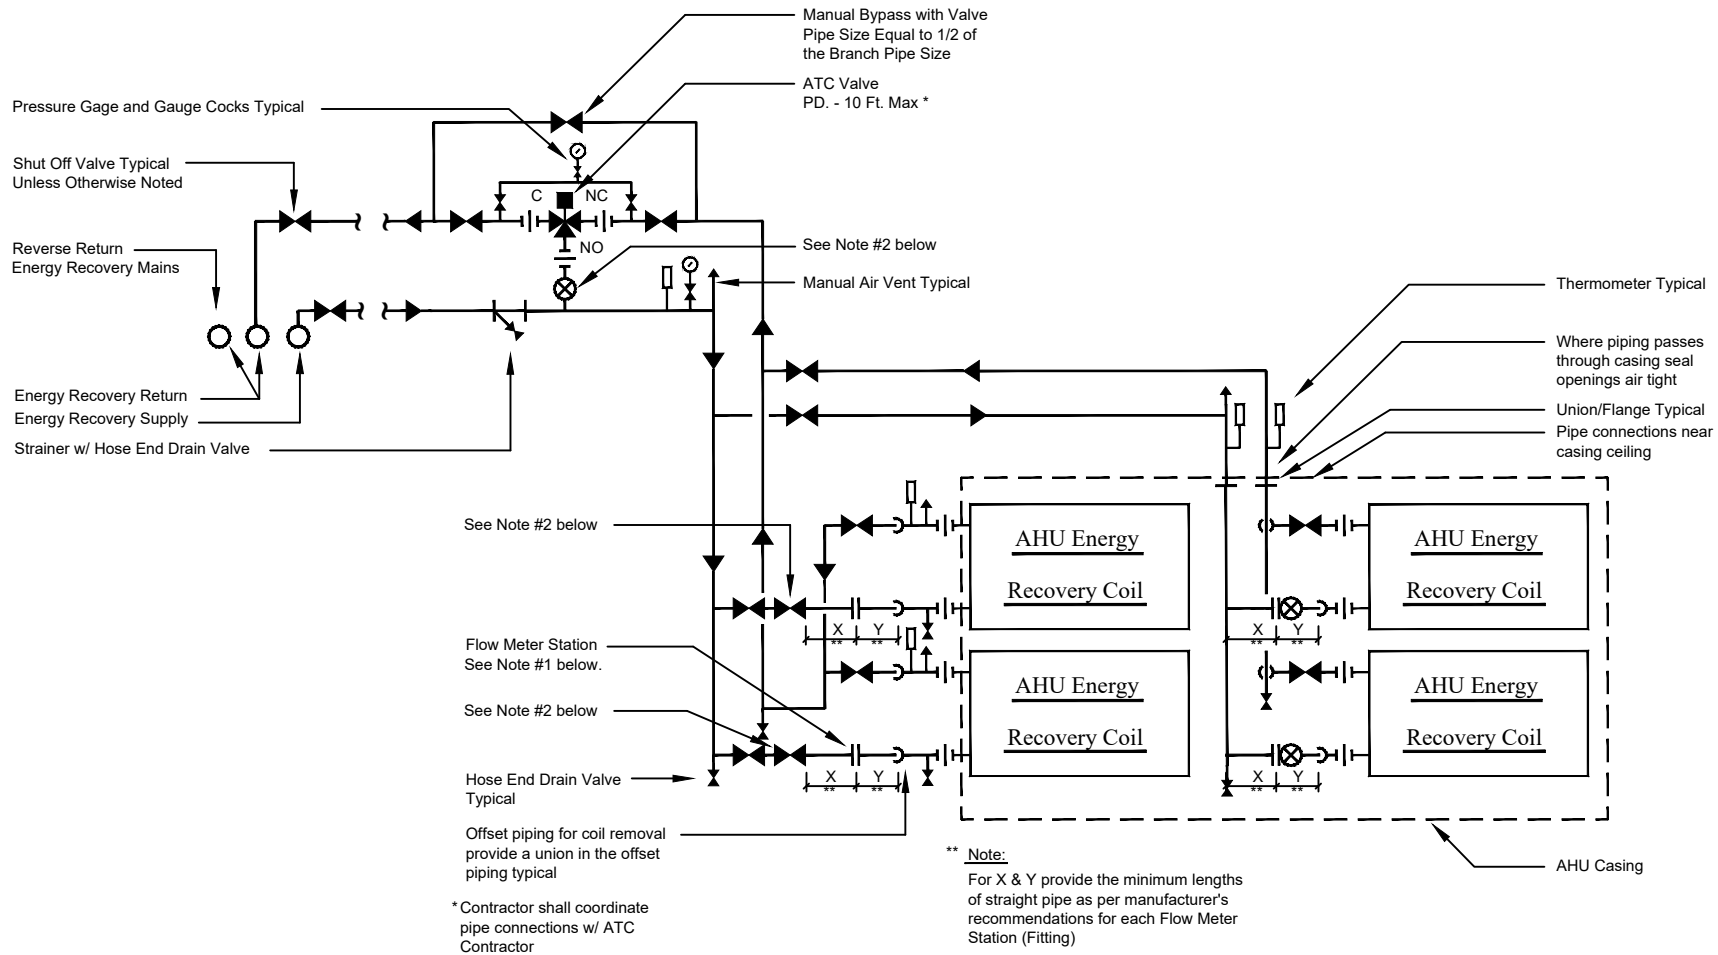 Manual Bypass with Valve
Pipe Size Equal to 1/2 of
the Branch Pipe Size
ATC Valve
PD. - 10 Ft. Max *
Pressure Gage and Gauge Cocks Typical
Shut Off Valve Typical
Unless Otherwise Noted
C
NC
NO
Reverse Return
Energy Recovery Mains
See Note #2 below
Manual Air Vent Typical
Thermometer Typical
Where piping passes
through casing seal
openings air tight
Energy Recovery Return
Energy Recovery Supply
Strainer w/ Hose End Drain Valve
Union/Flange Typical
Pipe connections near
casing ceiling
See Note #2 below
AHU Energy
Recovery Coil
AHU Energy
Recovery Coil
X
**
Y
**
X
**
Y
**
Flow Meter Station
See Note #1 below.
AHU Energy
Recovery Coil
AHU Energy
Recovery Coil
See Note #2 below
Hose End Drain Valve
Typical
X
**
Y
**
X
**
Y
**
Offset piping for coil removal
provide a union in the offset
piping typical
AHU Casing
** Note:
For X & Y provide the minimum lengths
of straight pipe as per manufacturer's
recommendations for each Flow Meter
Station (Fitting)
* Contractor shall coordinate
pipe connections w/ ATC
Contractor